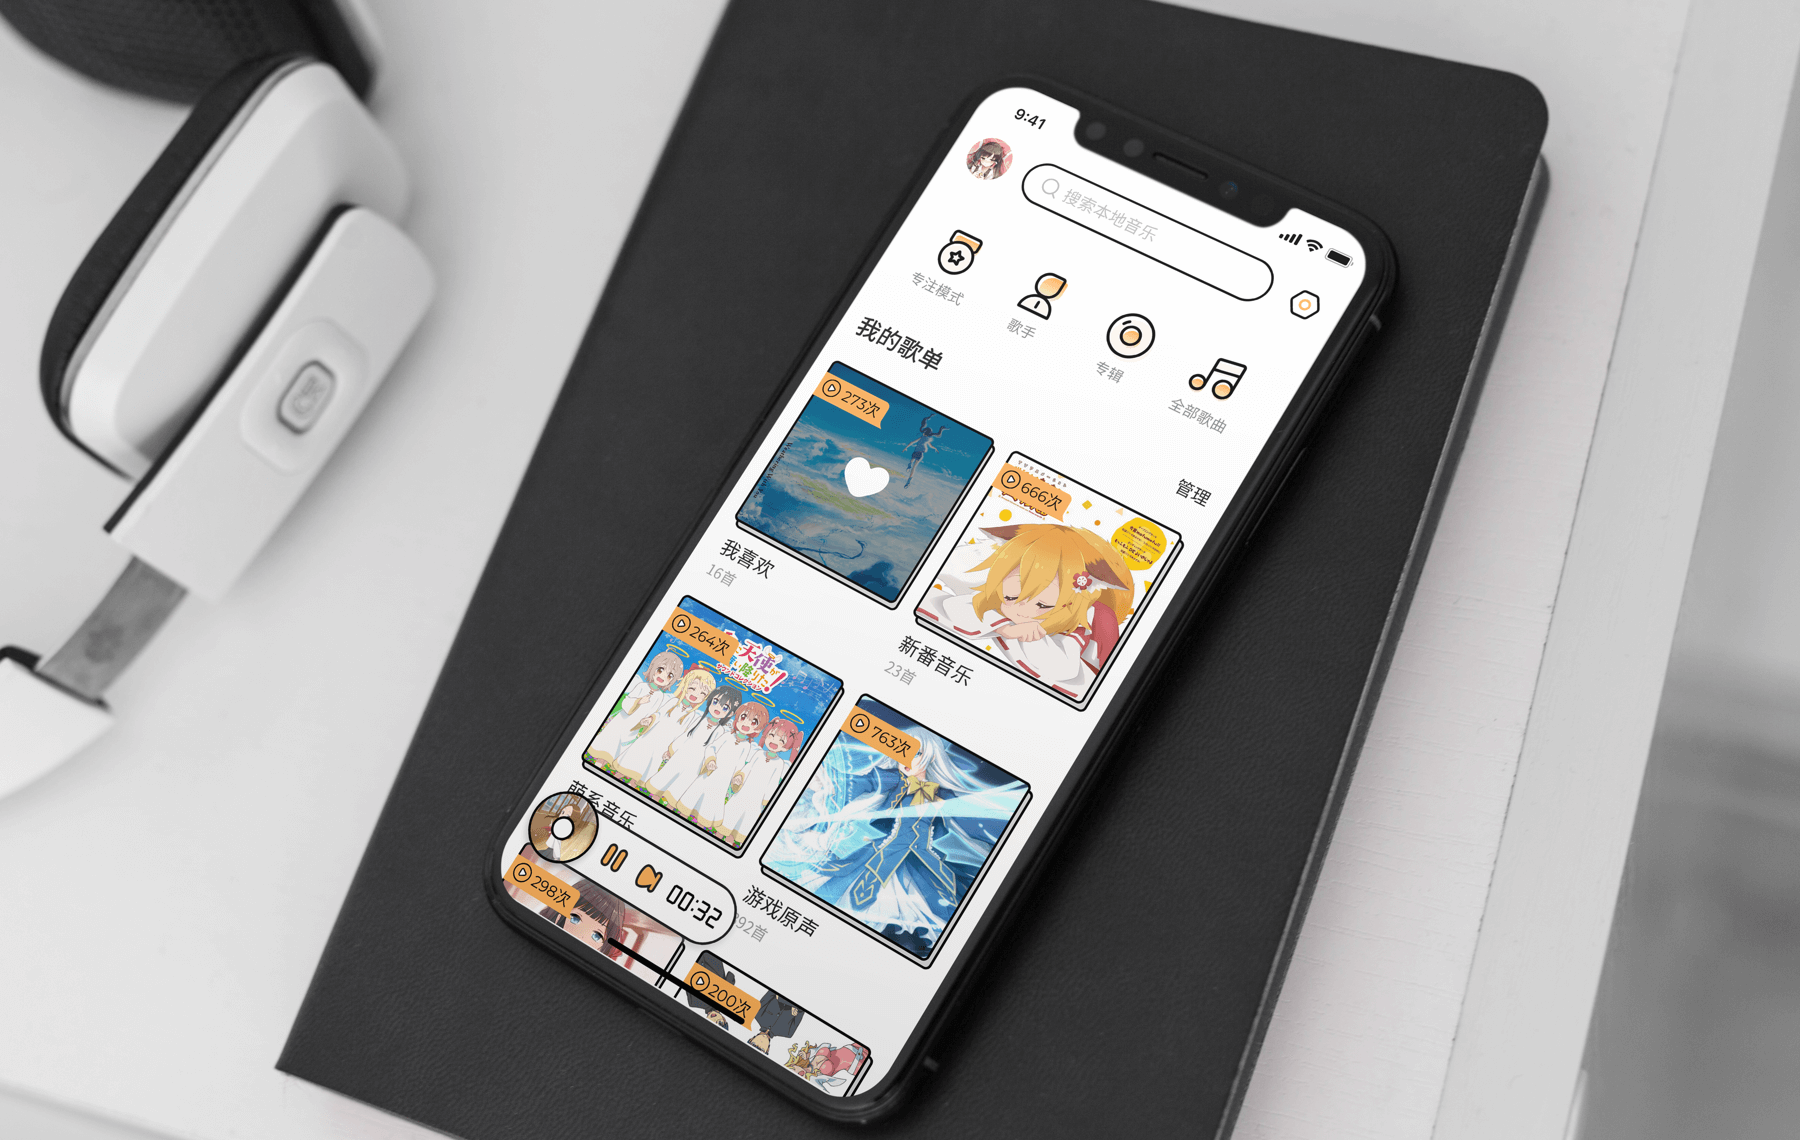 9:41
搜索本地音乐
专注模式
歌手
专辑
全部歌曲
我的歌单
管理
273次
我喜欢
16首
666次
新番音乐
23首
264次
天使が
降りた!
萌系音乐
763次
游戏原声
92首
00:32
298次
200次